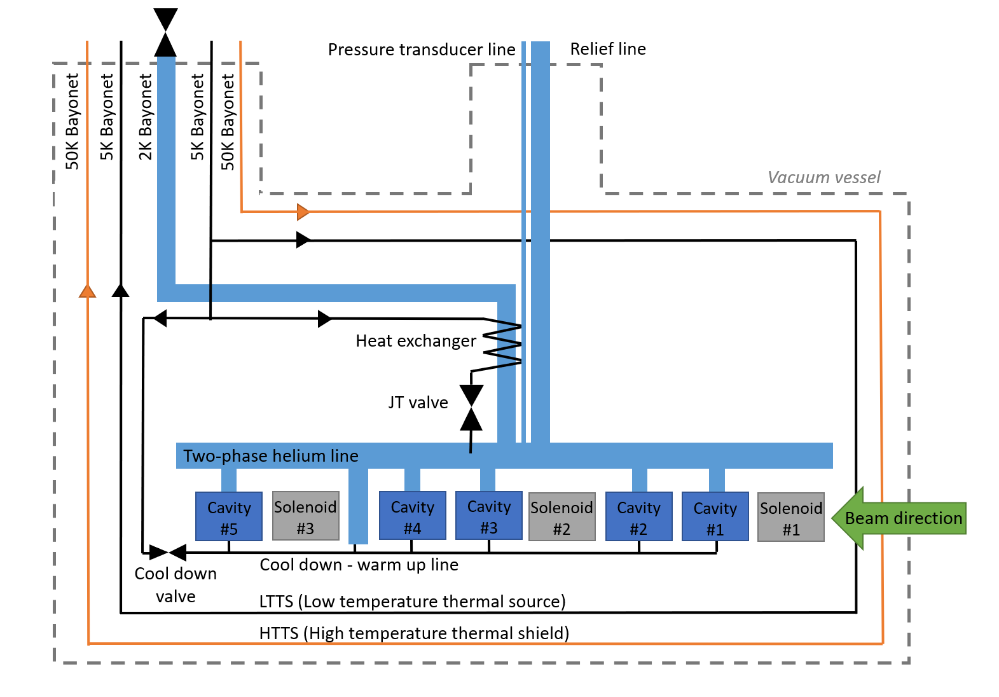 Pressure transducer line
Relief line
50K Bayonet
5K Bayonet
2K Bayonet
5K Bayonet
50K Bayonet
Vacuum vessel
Heat exchanger
JT valve
Two-phase helium line
Cavity
#5
Solenoid
#3
Cavity
#4
Cavity
#3
Solenoid
#2
Cavity
#2
Cavity
#1
Solenoid
#1
Beam direction
Cool down - warm up line
Cool down
valve
LTTS (Low temperature thermal source)
HTTS (High temperature thermal shield)